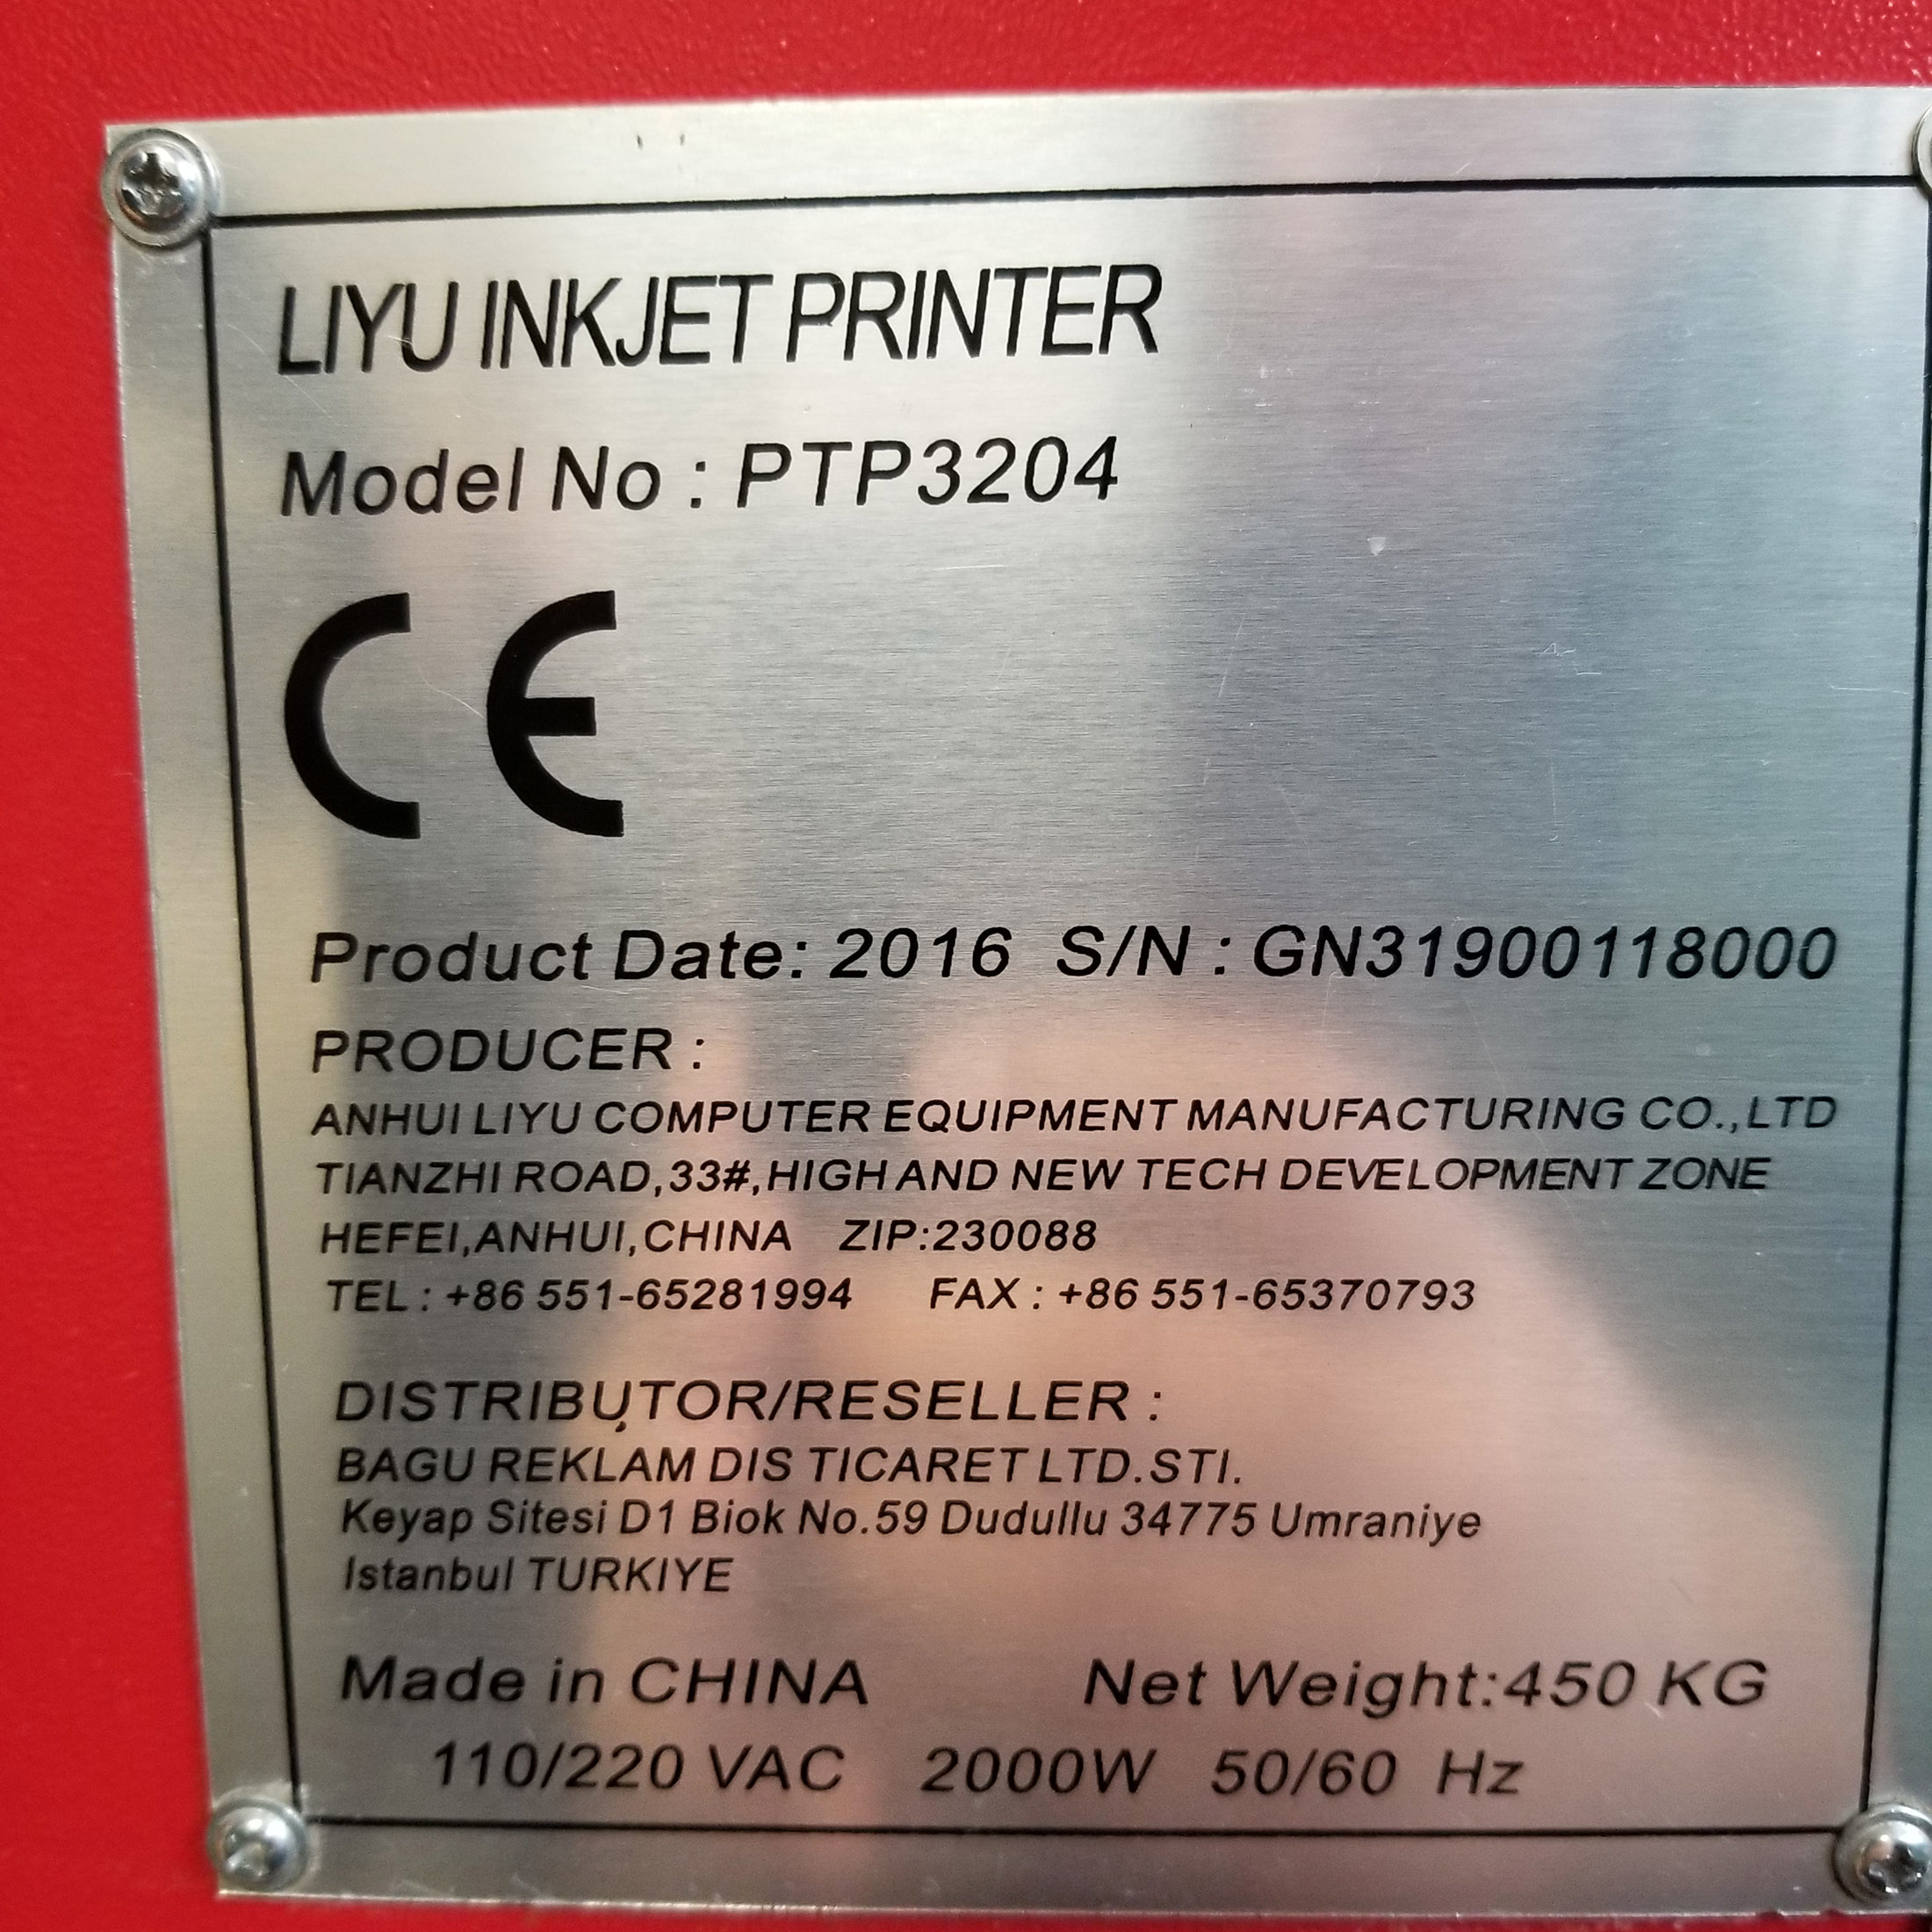 LIYU INKJET PRINTER
Model No : PTP3204
CE
Product Date: 2016 S/N : GN31900118000
PRODUCER :
ANHUI LIYU COMPUTER EQUIPMENT MANUFACTURING CO.,LTD
TIANZHI ROAD,33#,HIGH AND NEW TECH DEVELOPMENT ZONE
HEFEI,ANHUI,CHINA ZIP:230088
TEL : +86 551-65281994 FAX : +86 551-65370793
DISTRIBUTOR/RESELLER :
BAGU REKLAM DIS TICARET LTD.STI.
Keyap Sitesi D1 Biok No.59 Dudullu 34775 Umraniye
Istanbul TURKIYE
Made in CHINA Net Weight:450 KG
110/220 VAC 2000W 50/60 Hz